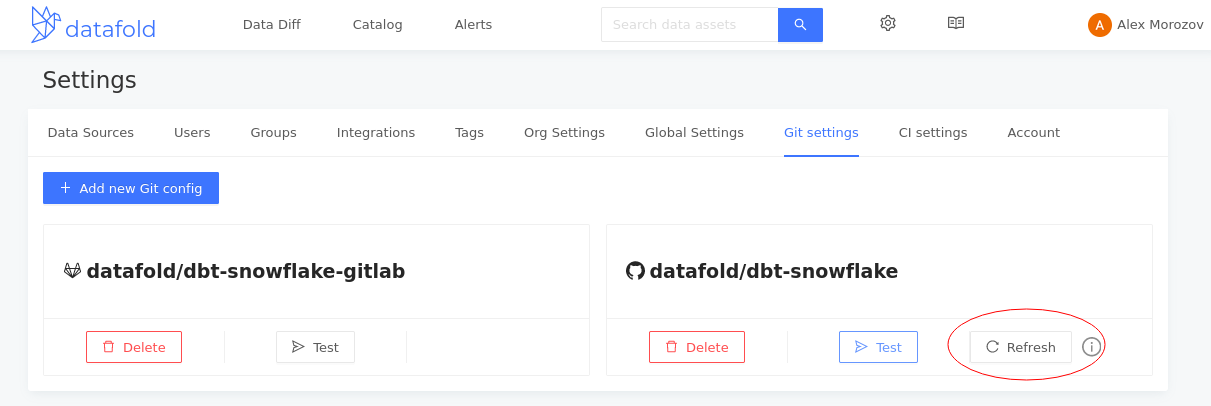 datafold Data Diff Catalog Alerts Search data assets A Alex Morozov
Settings
Data Sources Users Groups Integrations Tags Org Settings Global Settings Git settings CI settings Account
+ Add new Git config
datafold/dbt-snowflake-gitlab datafold/dbt-snowflake
Delete Test Delete Test Refresh